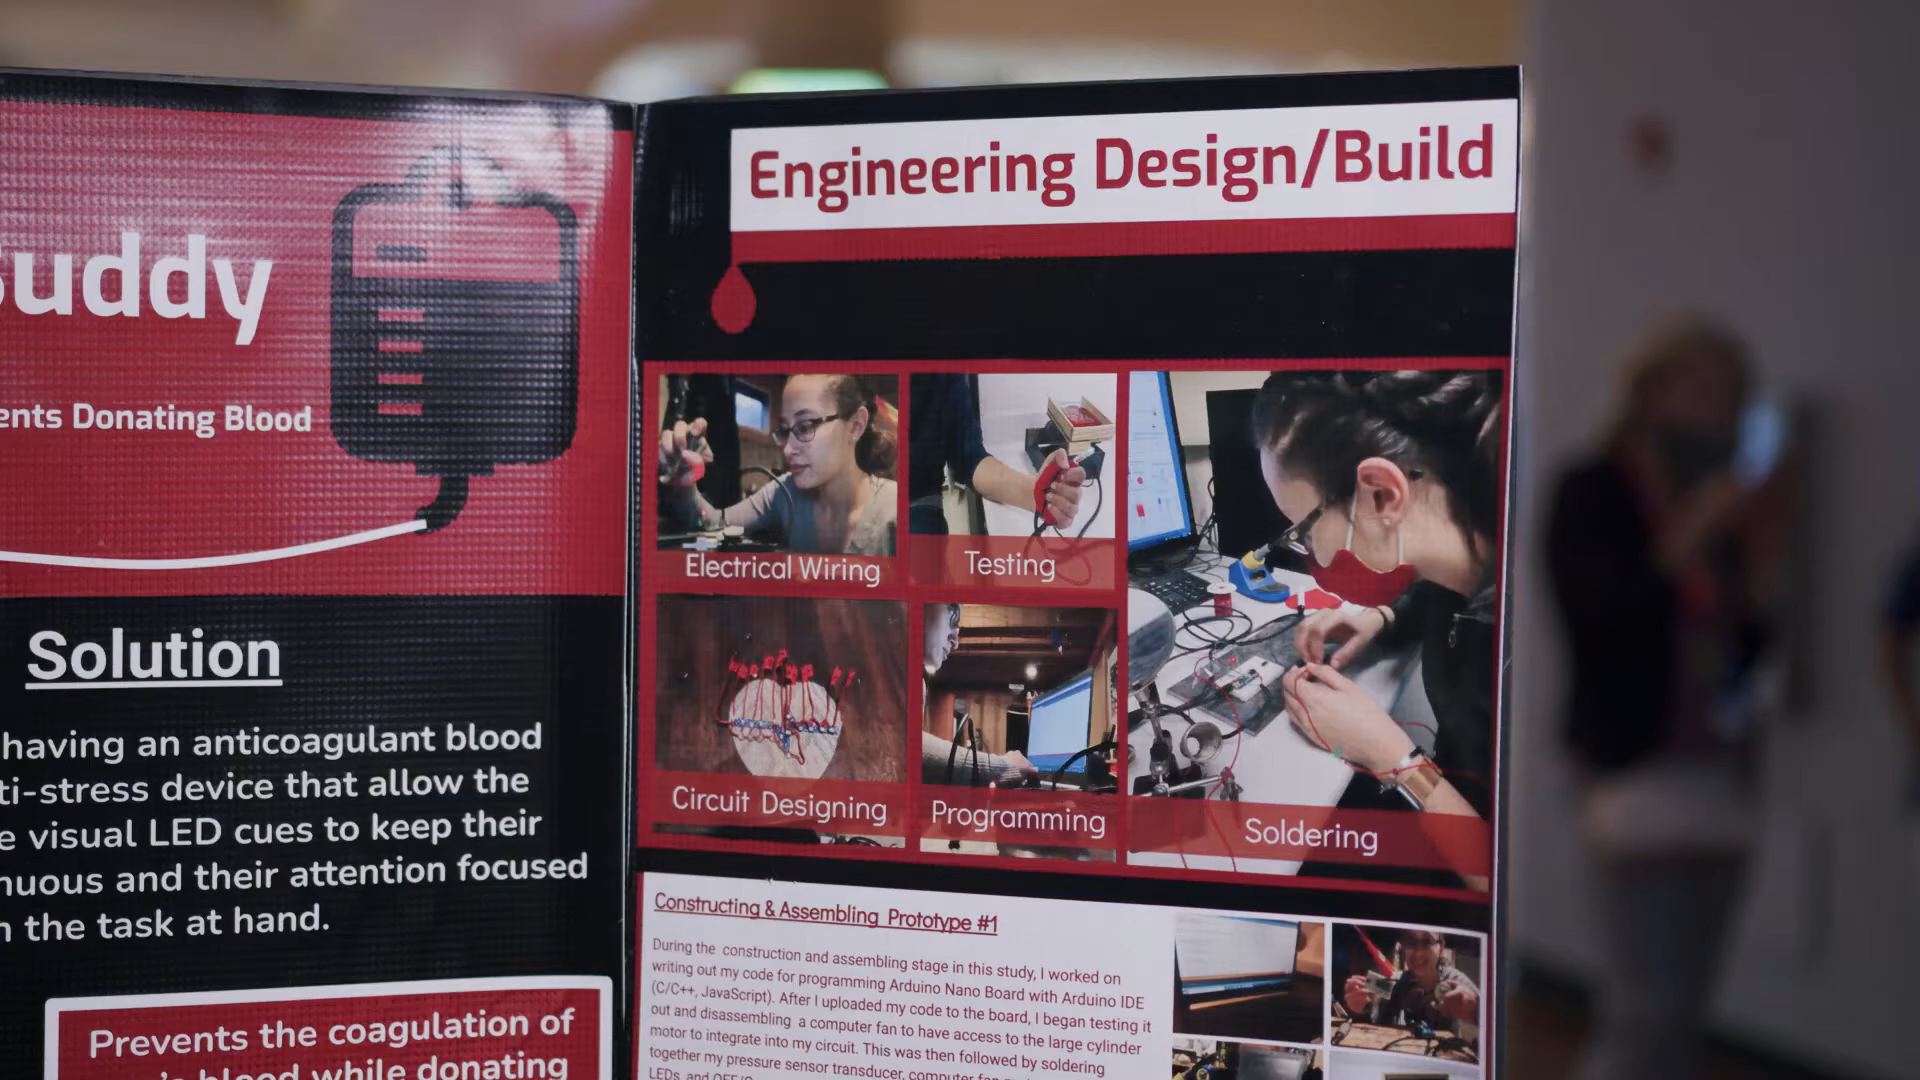 uddy
Donating Blood
Solution
having an anticoagulant blood
ti-stress device that allow the
e visual LED cues to keep their
nuous and their attention focused
n the task at hand.
Prevents the coagulation of
blood while donating
Engineering Design/Build
Electrical Wiring
Testing
Circuit Designing
Programming
Soldering
Constructing & Assembling Prototype #1
During the construction and assembling stage in this study, I worked on
writing out my code for programming Arduino Nano Board with Arduino IDE
(C/C++, JavaScript). After I uploaded my code to the board, I began testing it
out and disassembling a computer fan to have access to the large cylinder
motor to integrate into my circuit. This was then followed by soldering
together my pressure sensor transducer, computer fan
LEDs, and